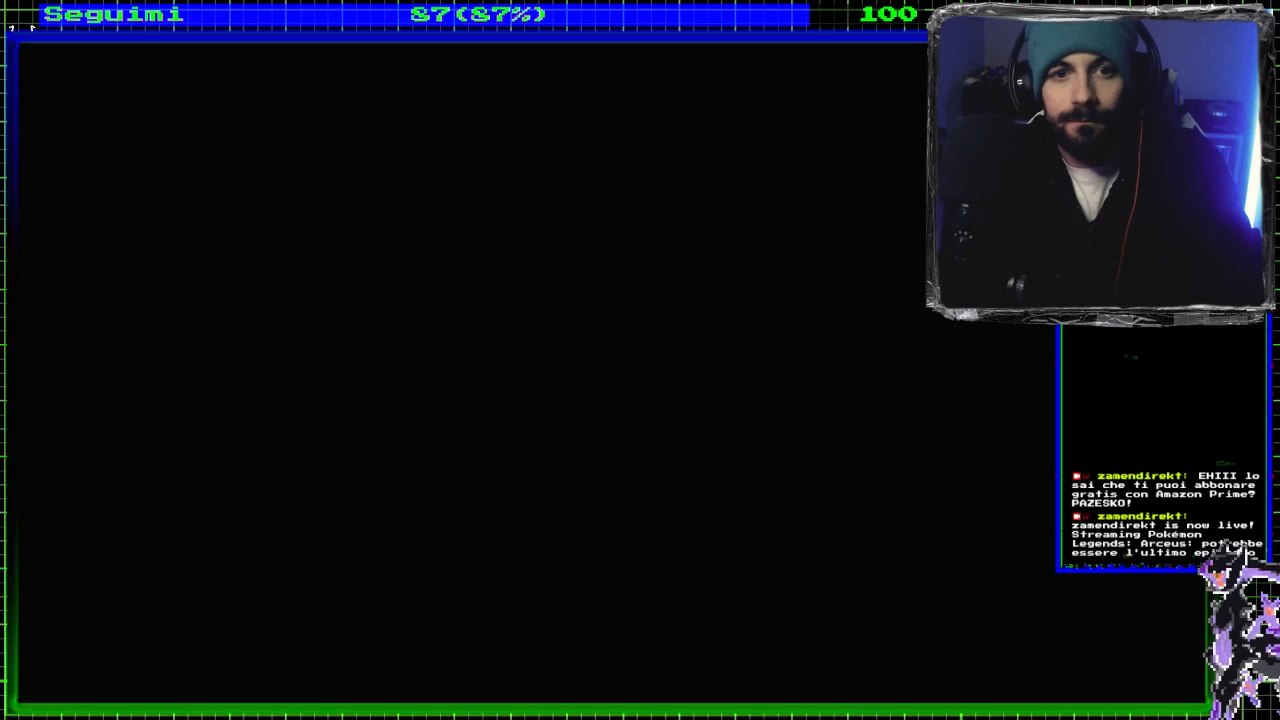 Seguimi 87(87%) 100
zamendirekt: EHIII lo
sai che ti puoi abbonare
gratis con Amazon Prime?
PAZESKO!
zamendirekt:
zamendirekt is now live!
Streaming Pokémon
Legends: Arceus: potrebbe
essere l'ultimo